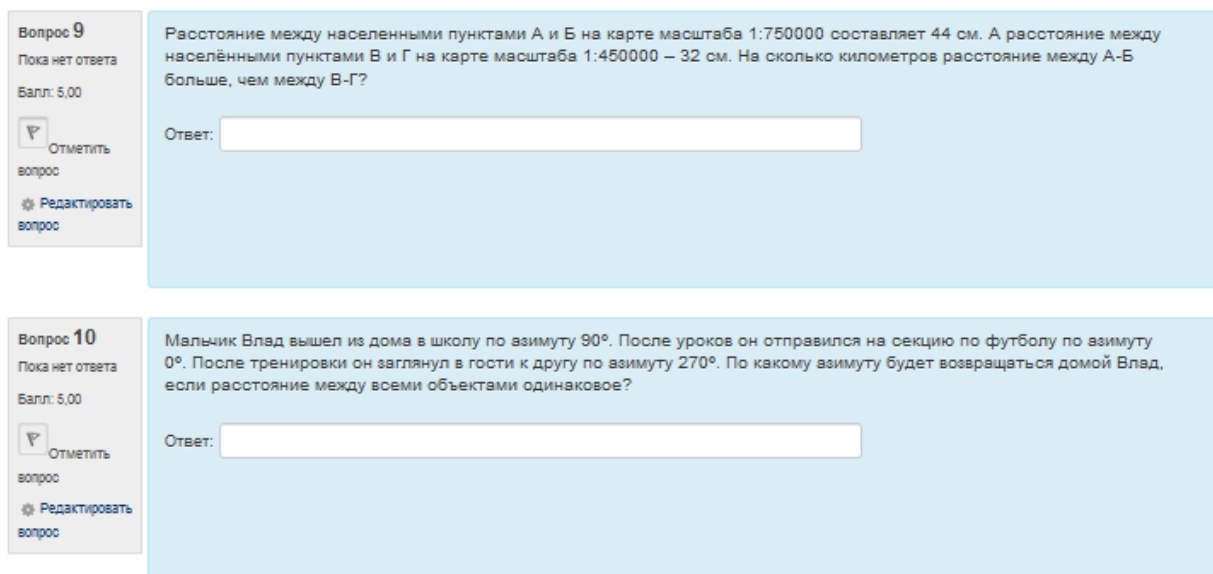 Вопрос 9
Пока нет ответа
Балл: 5,00
Отметить
вопрос
Редактировать
вопрос
Расстояние между населенными пунктами А и Б на карте масштаба 1:750000 составляет 44 см. А расстояние между
населёнными пунктами В и Г на карте масштаба 1:450000 – 32 см. На сколько километров расстояние между А-Б
больше, чем между В-Г?
Ответ:
Вопрос 10
Пока нет ответа
Балл: 5,00
Отметить
вопрос
Редактировать
вопрос
Мальчик Влад вышел из дома в школу по азимуту 90º. После уроков он отправился на секцию по футболу по азимуту
0º. После тренировки он заглянул в гости к другу по азимуту 270º. По какому азимуту будет возвращаться домой Влад,
если расстояние между всеми объектами одинаковое?
Ответ: